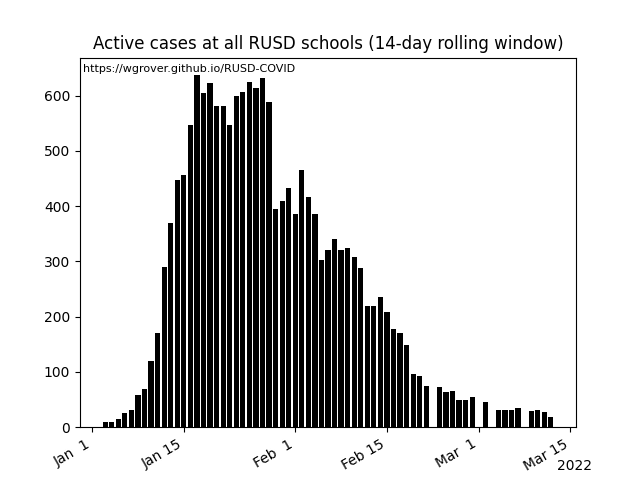 Active cases at all RUSD schools (14-day rolling window)
https://wgrover.github.io/RUSD-COVID
600
500
400
300
200
100
0
Jan 1
Jan 15
Feb 1
Feb 15
Mar 1
Mar 15
2022